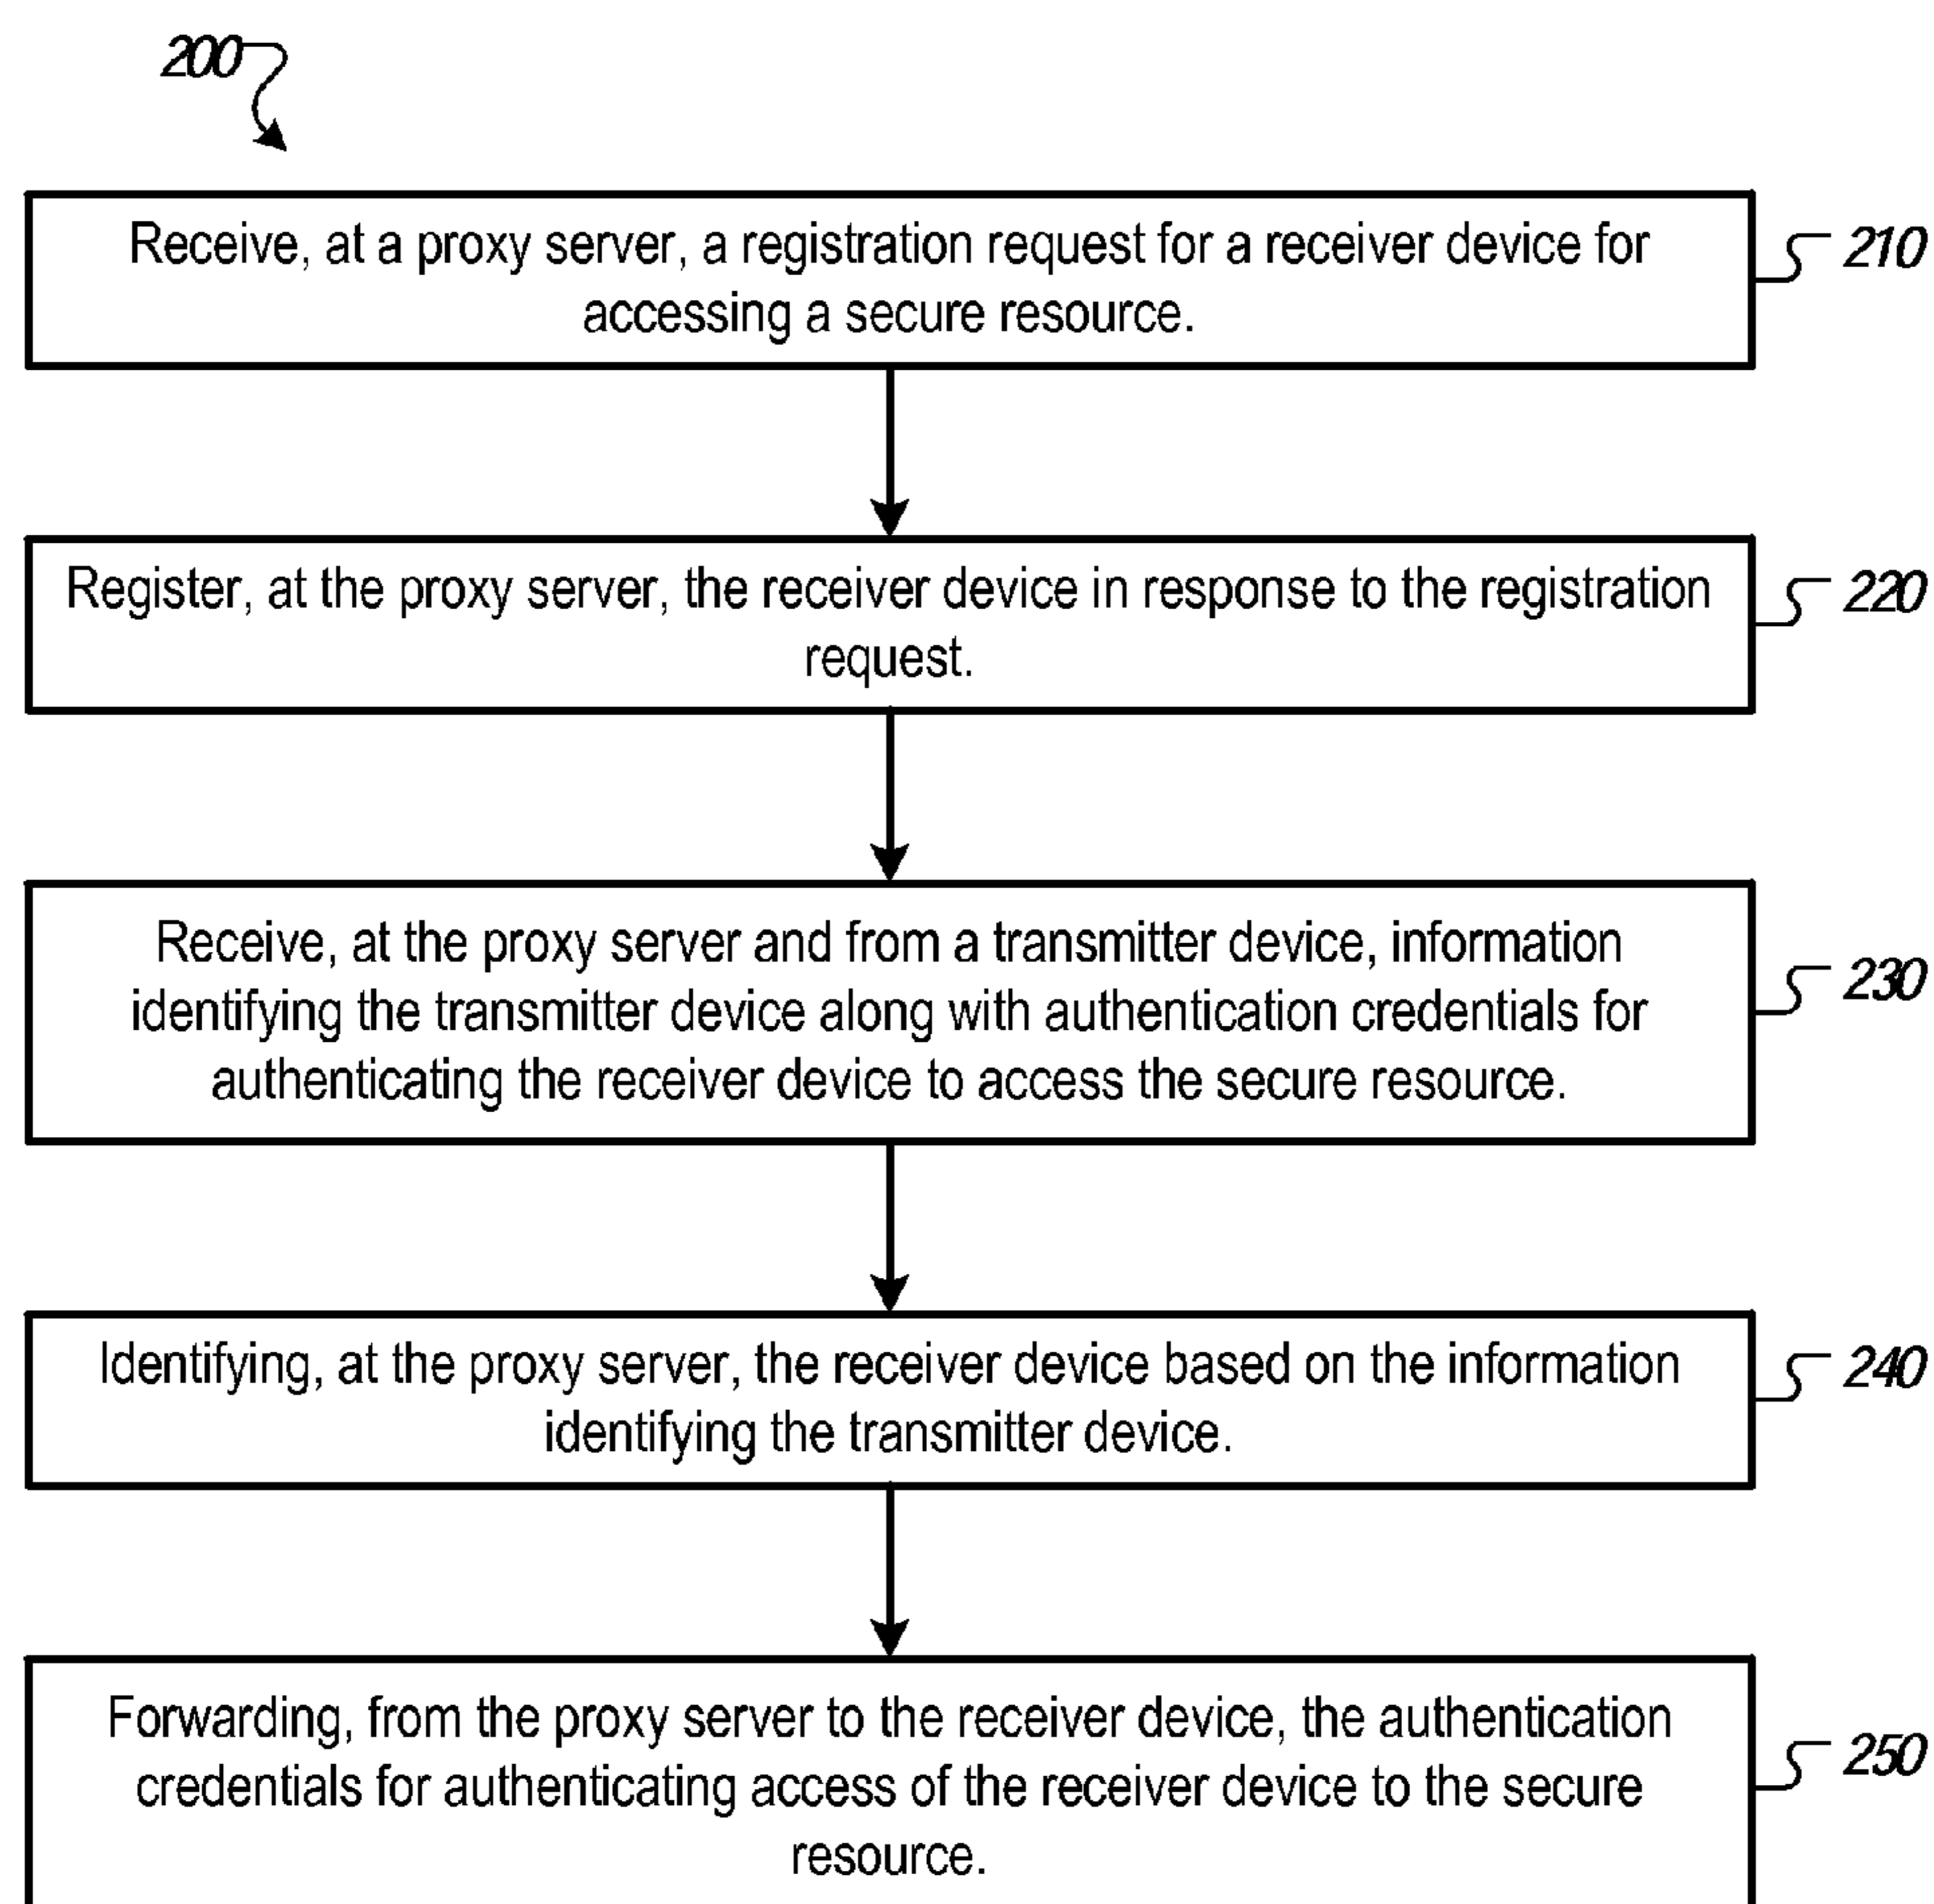 200
Receive, at a proxy server, a registration request for a receiver device for
accessing a secure resource.
210
Register, at the proxy server, the receiver device in response to the registration
request.
220
Receive, at the proxy server and from a transmitter device, information
identifying the transmitter device along with authentication credentials for
authenticating the receiver device to access the secure resource.
230
Identifying, at the proxy server, the receiver device based on the information
identifying the transmitter device.
240
Forwarding, from the proxy server to the receiver device, the authentication
credentials for authenticating access of the receiver device to the secure
resource.
250